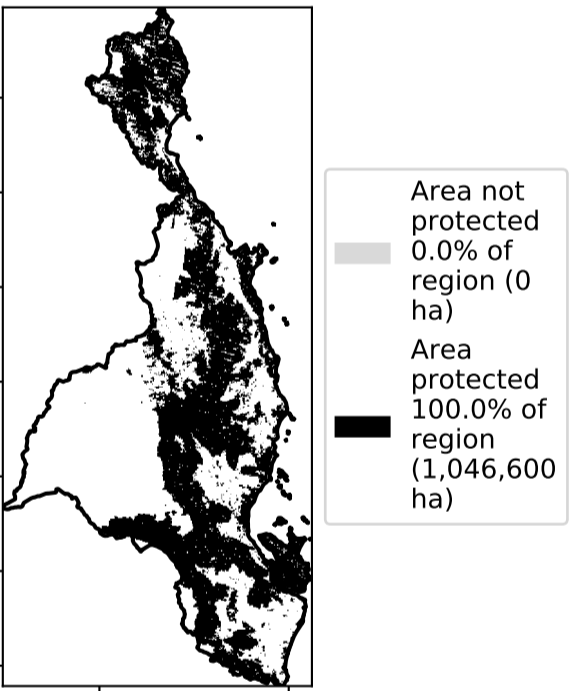 Area not
protected
0.0% of
region (0
ha)
Area
protected
100.0% of
region
(1,046,600
ha)